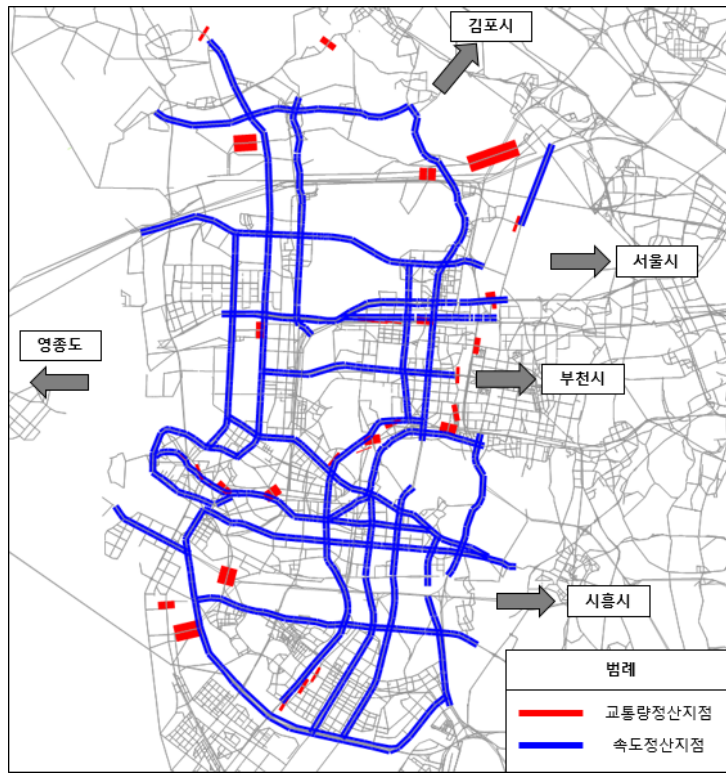 김포시
서울시
영종도
부천시
시흥시
범례
교통량정산지점
속도정산지점